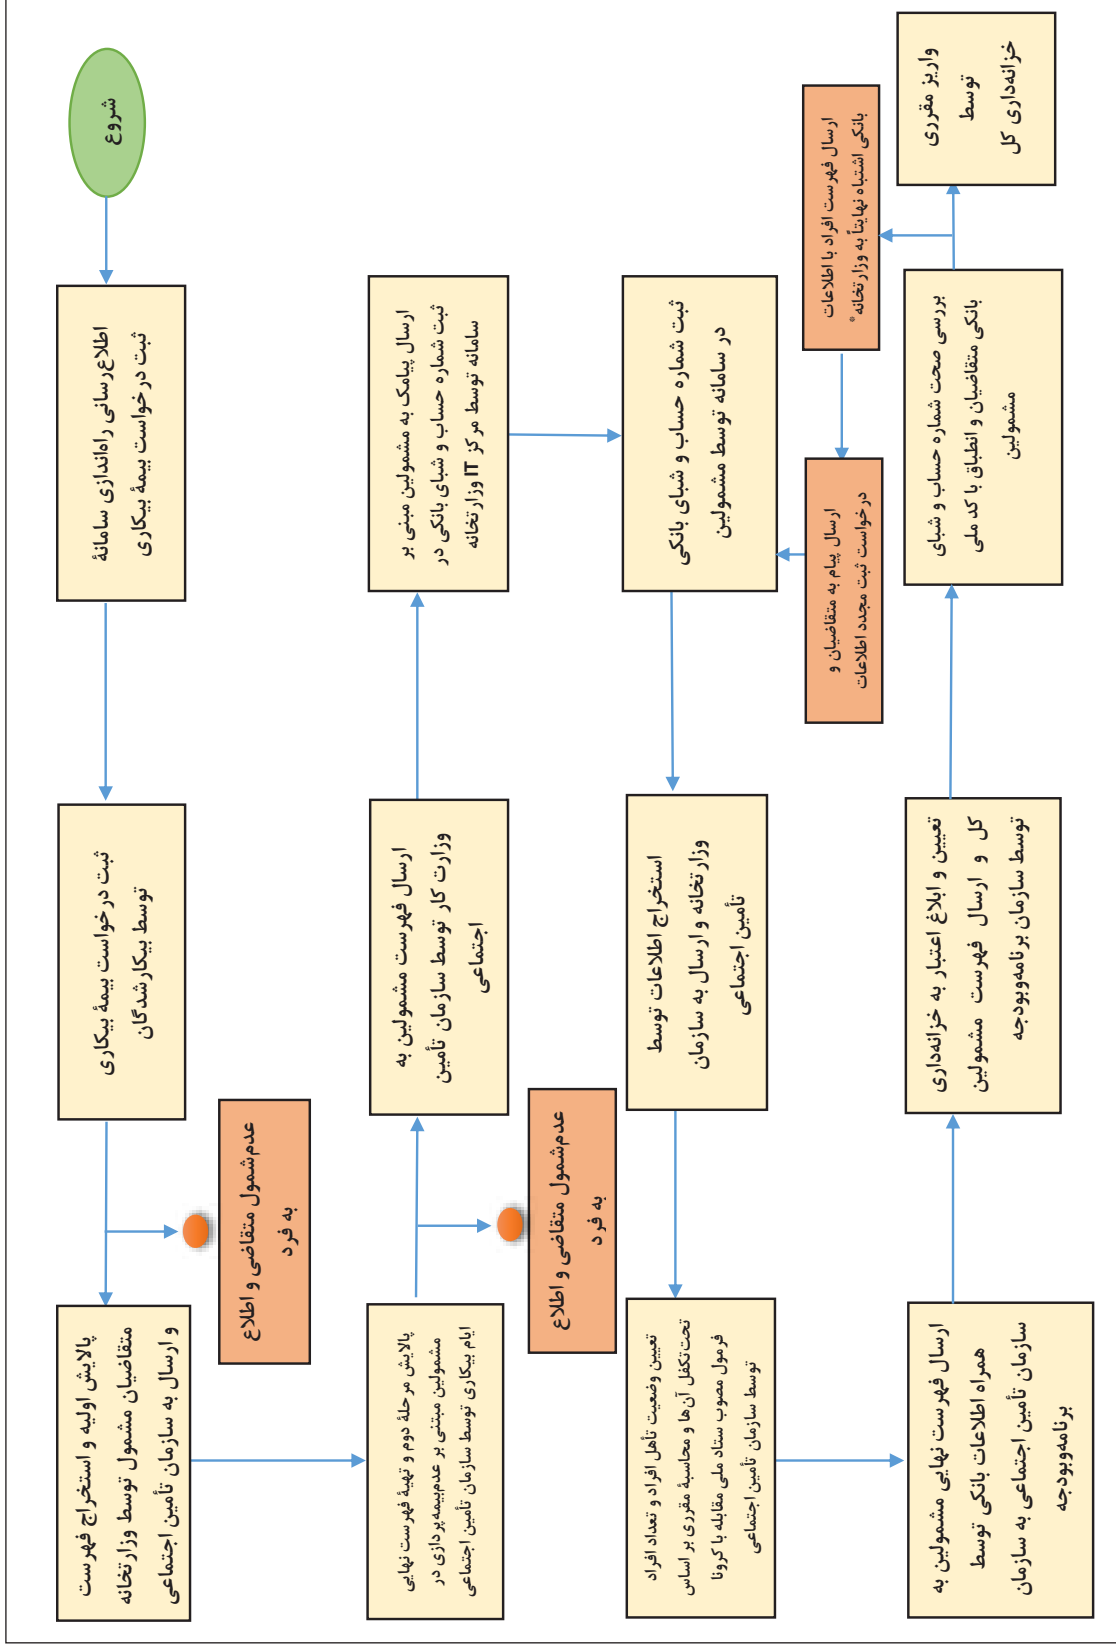 شروع
اطلاع‌رسانی راه‌اندازی سامانهٔ
ثبت درخواست بیمهٔ بیکاری
ثبت درخواست بیمهٔ بیکاری
توسط بیکارشدگان
پالایش اولیه و استخراج فهرست
متقاضیان مشمول توسط وزارتخانه
و ارسال به سازمان تأمین اجتماعی
عدم‌شمول متقاضی و اطلاع
به فرد
پالایش مرحلهٔ دوم و تهیهٔ فهرست نهایی
مشمولین مبتنی بر عدم‌بیمه‌پردازی در
ایام بیکاری توسط سازمان تأمین اجتماعی
عدم‌شمول متقاضی و اطلاع
به فرد
ارسال فهرست مشمولین به
وزارت کار توسط سازمان تأمین
اجتماعی
ارسال پیامک به مشمولین مبنی بر
ثبت شماره حساب و شبای بانکی در
سامانه توسط مرکز IT وزارتخانه
ثبت شماره حساب و شبای بانکی
در سامانه توسط مشمولین
استخراج اطلاعات توسط
وزارتخانه و ارسال به سازمان
تأمین اجتماعی
تعیین وضعیت تأهل افراد و تعداد افراد
تحت‌تکفل آن‌ها و محاسبهٔ مقرری بر اساس
فرمول مصوب ستاد ملی مقابله با کرونا
توسط سازمان تأمین اجتماعی
ارسال فهرست نهایی مشمولین به
همراه اطلاعات بانکی توسط
سازمان تأمین اجتماعی به سازمان
برنامه‌وبودجه
تعیین و ابلاغ اعتبار به خزانه‌داری
کل و ارسال فهرست مشمولین
توسط سازمان برنامه‌وبودجه
بررسی صحت شماره حساب و شبای
بانکی متقاضیان و انطباق با کد ملی
مشمولین
ارسال فهرست افراد با اطلاعات
بانکی اشتباه نهایتاً به وزارتخانه*
ارسال پیام به متقاضیان و
درخواست ثبت مجدد اطلاعات
واریز مقرری
توسط
خزانه‌داری کل